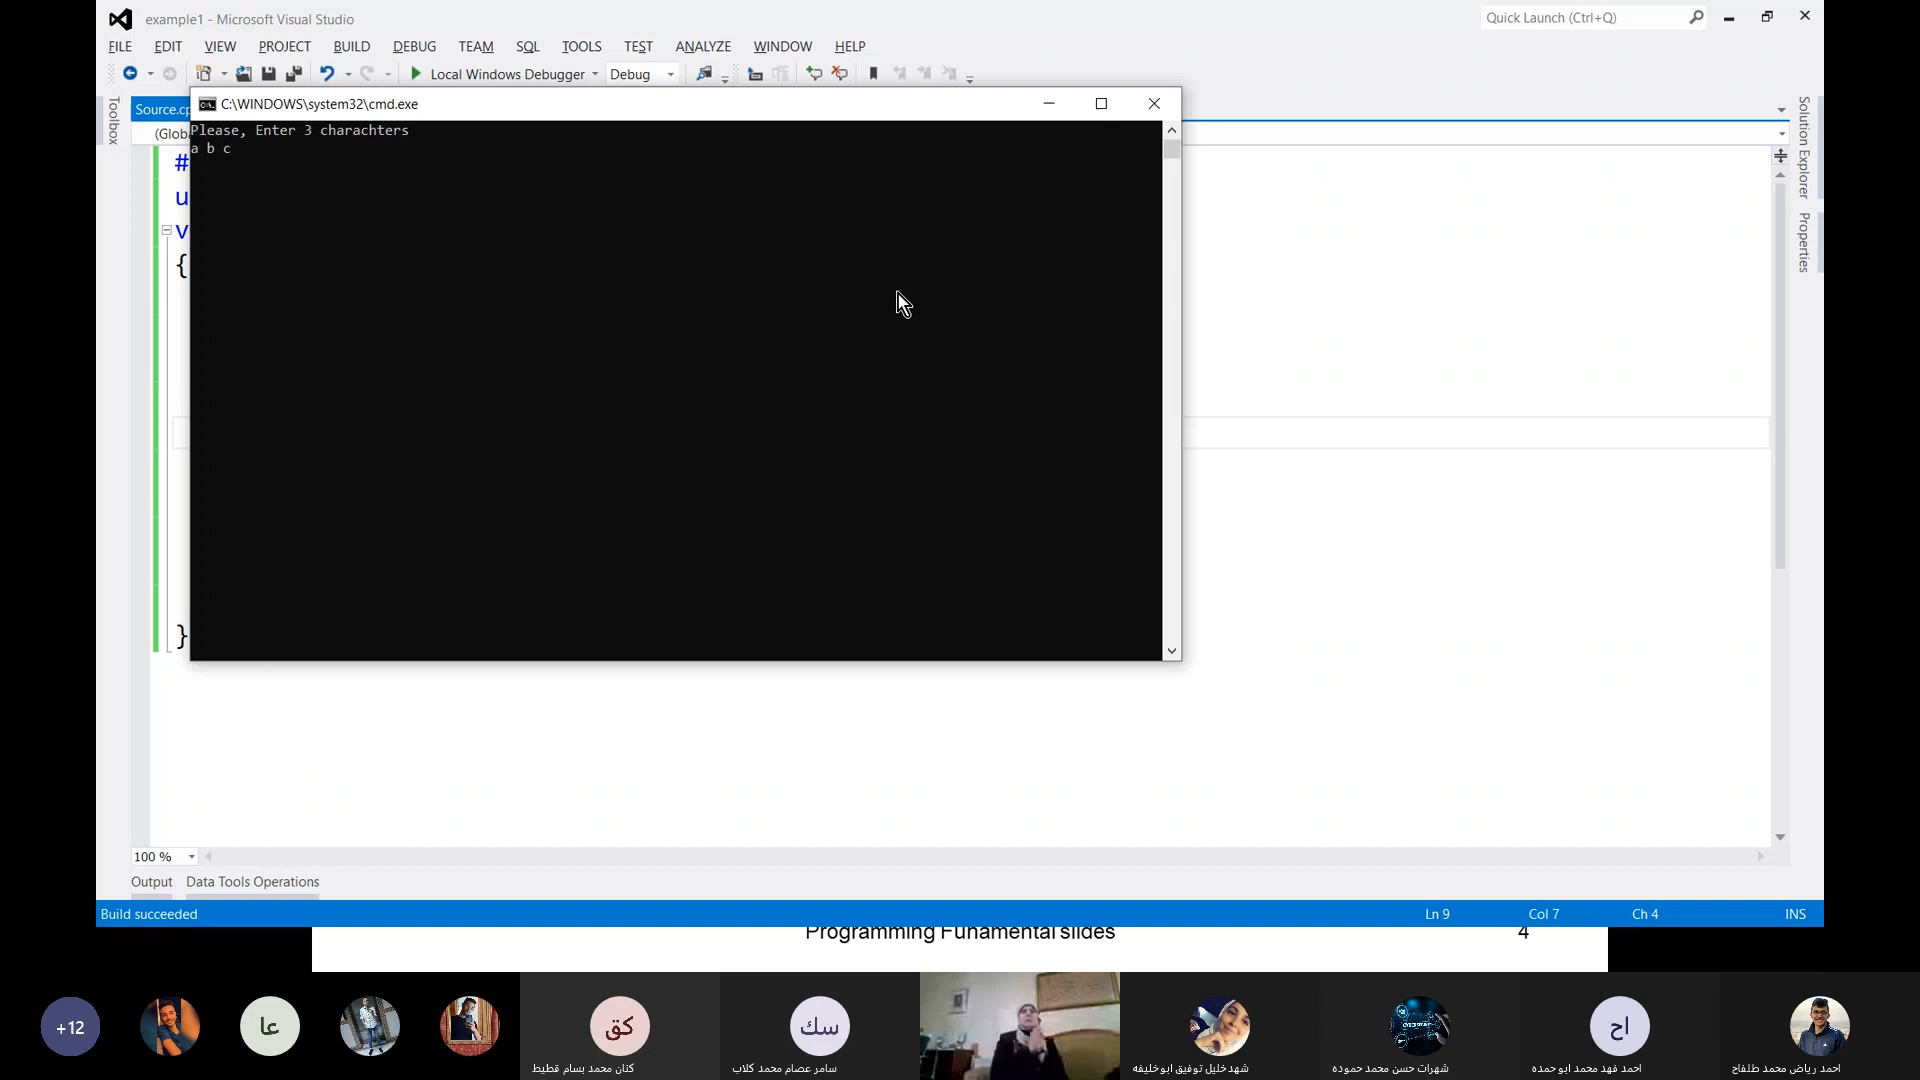 example1 - Microsoft Visual Studio
Quick Launch (Ctrl+Q)
FILE EDIT VIEW PROJECT BUILD DEBUG TEAM SQL TOOLS TEST ANALYZE WINDOW HELP
Local Windows Debugger Debug
Toolbox
Source.cp
C:\WINDOWS\system32\cmd.exe
(Glob
Please, Enter 3 charachters
a b c
#
u
v
{
}
Solution Explorer
Properties
100 %
Output Data Tools Operations
Build succeeded Ln 9 Col 7 Ch 4 INS
Programming Funamental slides 4
+12
عا
كق
سك
اح
كنان محمد بسام قطيط
سامر عصام محمد كلاب
شهد خليل توفيق ابوخليفه
شهرات حسن محمد حموده
احمد فهد محمد ابو حمده
احمد رياض محمد طلفاح